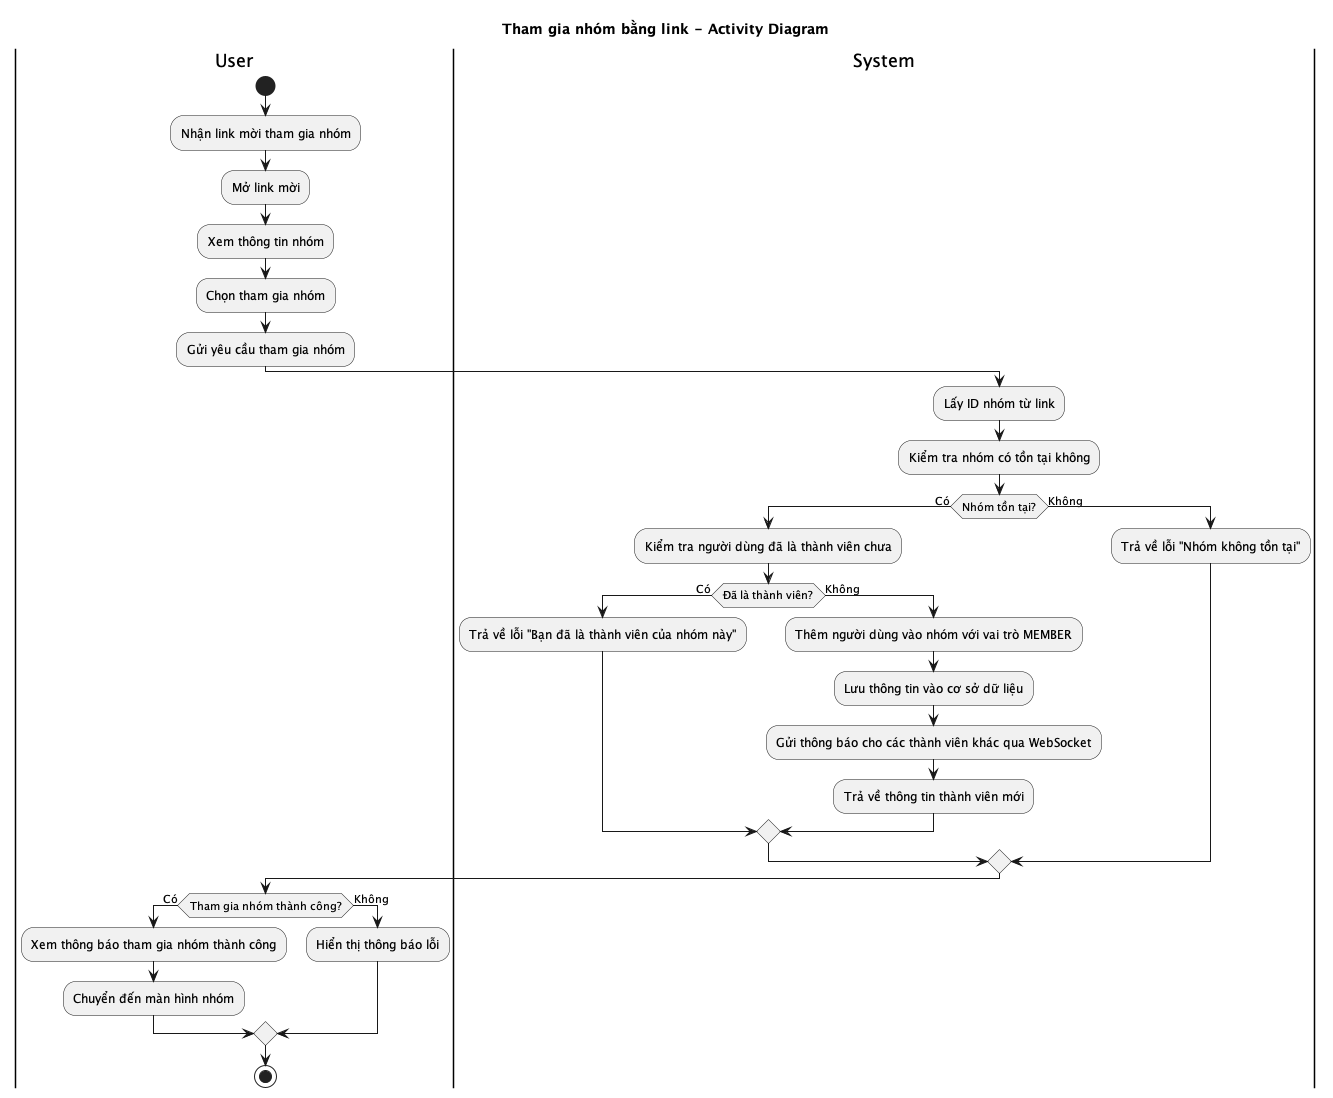 Tham gia nhóm bằng link - Activity Diagram
User
System
Nhận link mời tham gia nhóm
Mở link mời
Xem thông tin nhóm
Chọn tham gia nhóm
Gửi yêu cầu tham gia nhóm
Lấy ID nhóm từ link
Kiểm tra nhóm có tồn tại không
Có
Nhóm tồn tại?
Không
Kiểm tra người dùng đã là thành viên chưa
Trả về lỗi "Nhóm không tồn tại"
Có
Đã là thành viên?
Không
Trả về lỗi "Bạn đã là thành viên của nhóm này"
Thêm người dùng vào nhóm với vai trò MEMBER
Lưu thông tin vào cơ sở dữ liệu
Gửi thông báo cho các thành viên khác qua WebSocket
Trả về thông tin thành viên mới
Có
Tham gia nhóm thành công?
Không
Xem thông báo tham gia nhóm thành công
Hiển thị thông báo lỗi
Chuyển đến màn hình nhóm